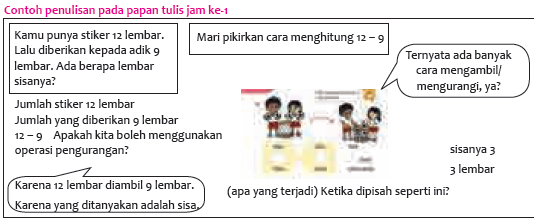 Contoh penulisan pada papan tulis jam ke-1
Kamu punya stiker 12 lembar.
Lalu diberikan kepada adik 9
lembar. Ada berapa lembar
sisanya?
Mari pikirkan cara menghitung 12 – 9
Ternyata ada banyak
cara mengambil/
mengurangi, ya?
Jumlah stiker 12 lembar
Jumlah yang diberikan 9 lembar
12 – 9 Apakah kita boleh menggunakan
operasi pengurangan?
sisanya 3
3 lembar
Karena 12 lembar diambil 9 lembar.
Karena yang ditanyakan adalah sisa.
(apa yang terjadi) Ketika dipisah seperti ini?